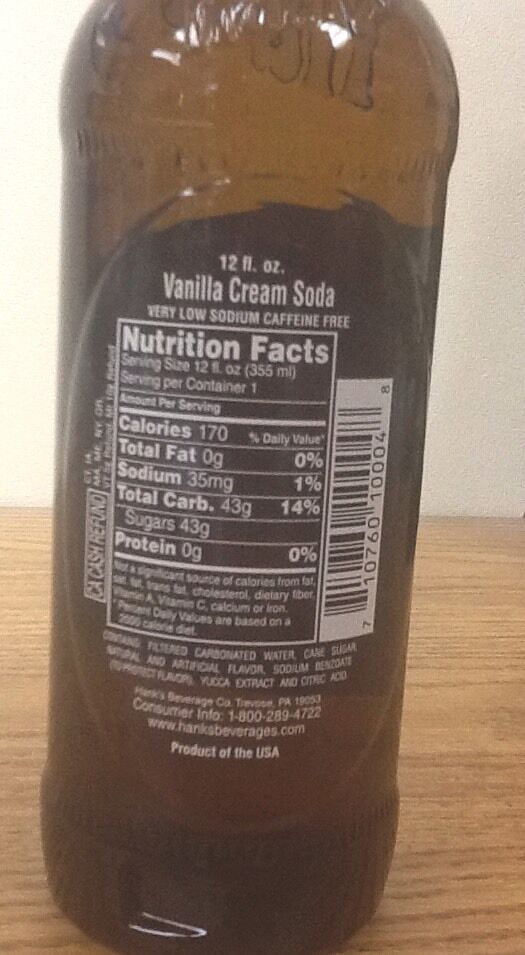 12 fl. oz.
Vanilla Cream Soda
VERY LOW SODIUM CAFFEINE FREE
Nutrition Facts
Serving Size 12 fl. oz (355 ml)
Serving per Container 1
Amount Per Serving
Calories 170 % Daily Value*
Total Fat 0g 0%
Sodium 35mg 1%
Total Carb. 43g 14%
Sugars 43g
Protein 0g 0%
Not a significant source of calories from fat,
sat. fat, trans fat, cholesterol, dietary fiber,
Vitamin A, Vitamin C, calcium or iron.
*Percent Daily Values are based on a
2000 calorie diet.
CONTAINS: FILTERED CARBONATED WATER, CANE SUGAR,
NATURAL AND ARTIFICIAL FLAVOR, SODIUM BENZOATE
(TO PROTECT FLAVOR), YUCCA EXTRACT AND CITRIC ACID
Hank's Beverage Co. Trevose, PA 19053
Consumer Info: 1-800-289-4722
www.hanksbeverages.com
Product of the USA
CA CASH REFUND
7 10760 10004 8